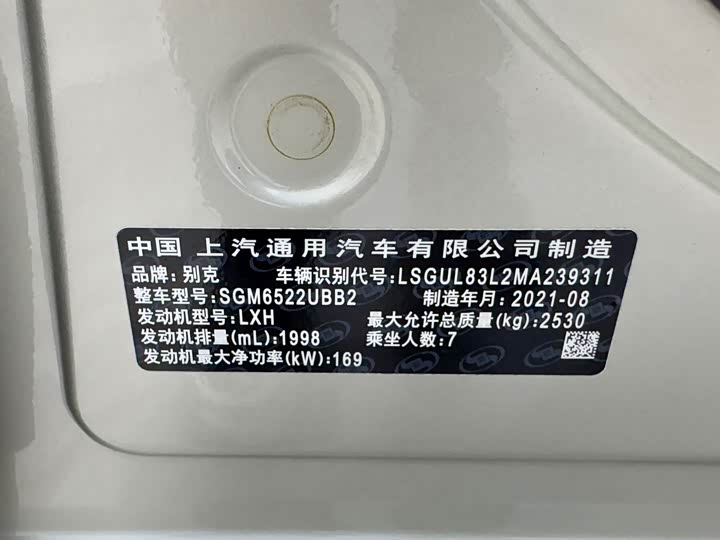 中国 上汽通用汽车有限公司制造
品牌: 别克 车辆识别代号:LSGUL83L2MA239311
整车型号:SGM6522UBB2 制造年月:2021-08
发动机型号:LXH 最大允许总质量(kg):2530
发动机排量(mL):1998 乘坐人数:7
发动机最大净功率(kW):169